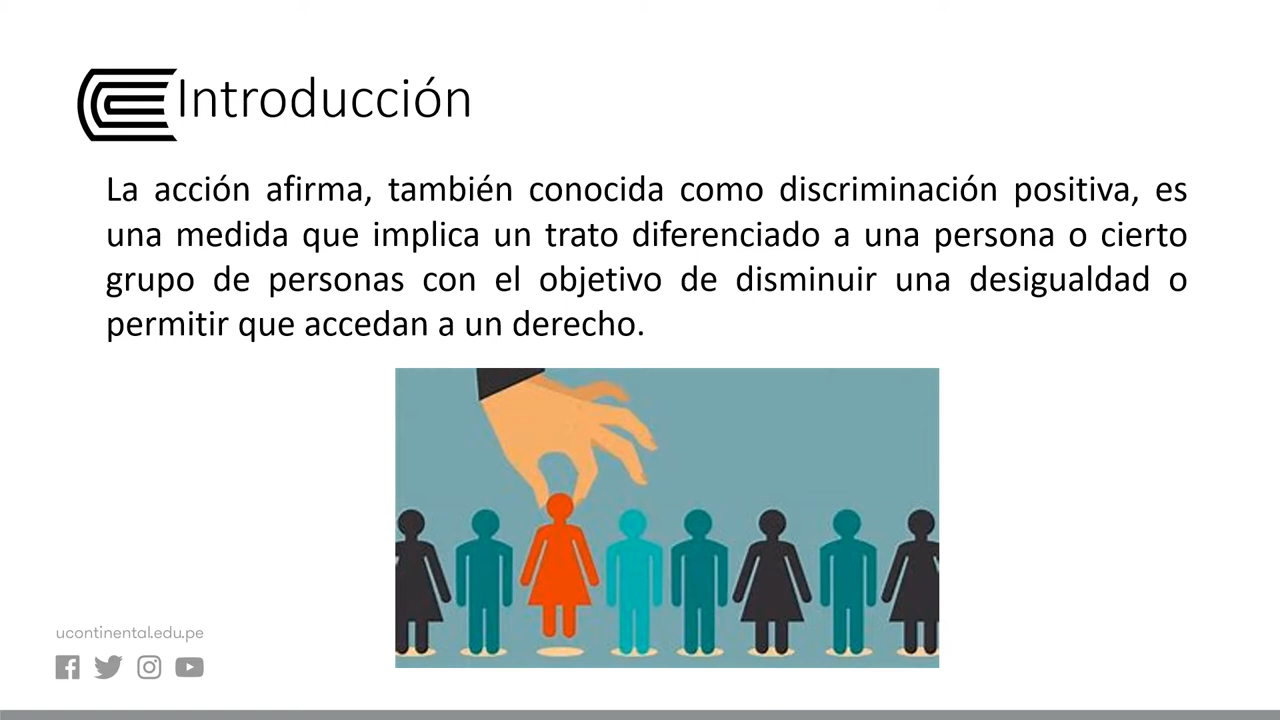 Introducción
La acción afirma, también conocida como discriminación positiva, es
una medida que implica un trato diferenciado a una persona o cierto
grupo de personas con el objetivo de disminuir una desigualdad o
permitir que accedan a un derecho.
ucontinental.edu.pe